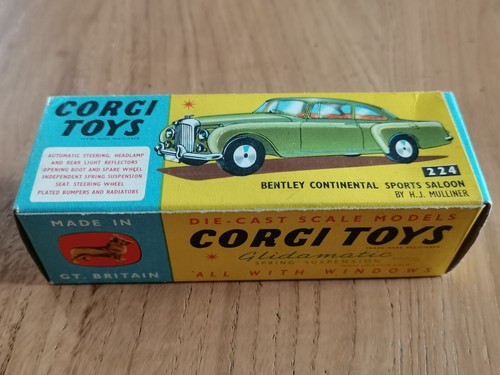 CORGI
TOYS
AUTOMATIC STEERING, HEADLAMP
AND REAR LIGHT REFLECTORS
OPENING BOOT AND SPARE WHEEL
INDEPENDENT SPRING SUSPENSION
SEAT, STEERING WHEEL
PLATED BUMPERS AND RADIATORS
224
BENTLEY CONTINENTAL SPORTS SALOON
BY H.J. MULLINER
MADE IN
GT. BRITAIN
DIE-CAST SCALE MODELS
CORGI TOYS
Glidamatic
SPRING SUSPENSION
'ALL WITH WINDOWS'